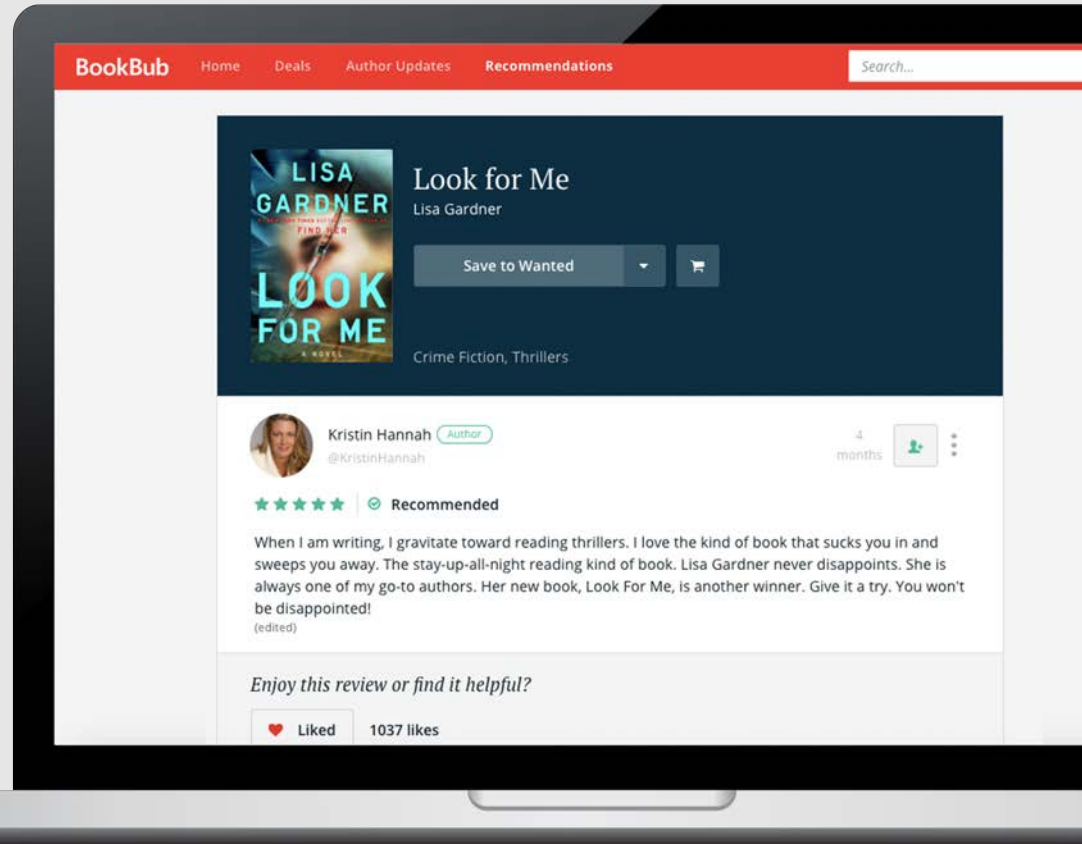 BookBub Home Deals Author Updates Recommendations Search...
LISA
GARDNER
FIND HER
LOOK
FOR ME
A NOVEL
Look for Me
Lisa Gardner
Save to Wanted
Crime Fiction, Thrillers
Kristin Hannah Author
@KristinHannah
4
months
Recommended
When I am writing, I gravitate toward reading thrillers. I love the kind of book that sucks you in and
sweeps you away. The stay-up-all-night reading kind of book. Lisa Gardner never disappoints. She is
always one of my go-to authors. Her new book, Look For Me, is another winner. Give it a try. You won't
be disappointed!
(edited)
Enjoy this review or find it helpful?
Liked 1037 likes